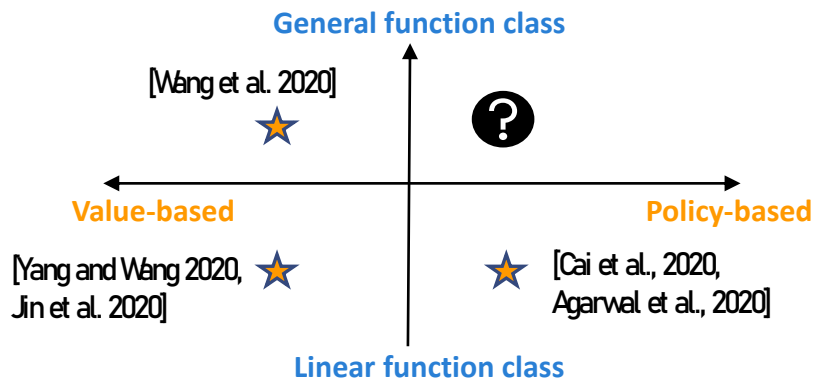 General function class
[Wang et al. 2020]
?
Value-based
Policy-based
[Yang and Wang 2020,
Jin et al. 2020]
[Cai et al., 2020,
Agarwal et al., 2020]
Linear function class